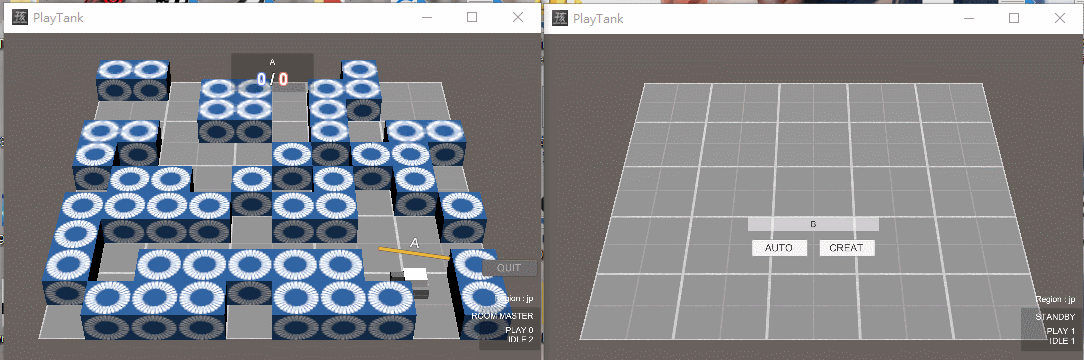 PlayTank
A
0 / 0
A
QUIT
Region : jp
ROOM MASTER
PLAY 0
IDLE 2
PlayTank
AUTO CREAT
Region : jp
STANDBY
PLAY 1
IDLE 1